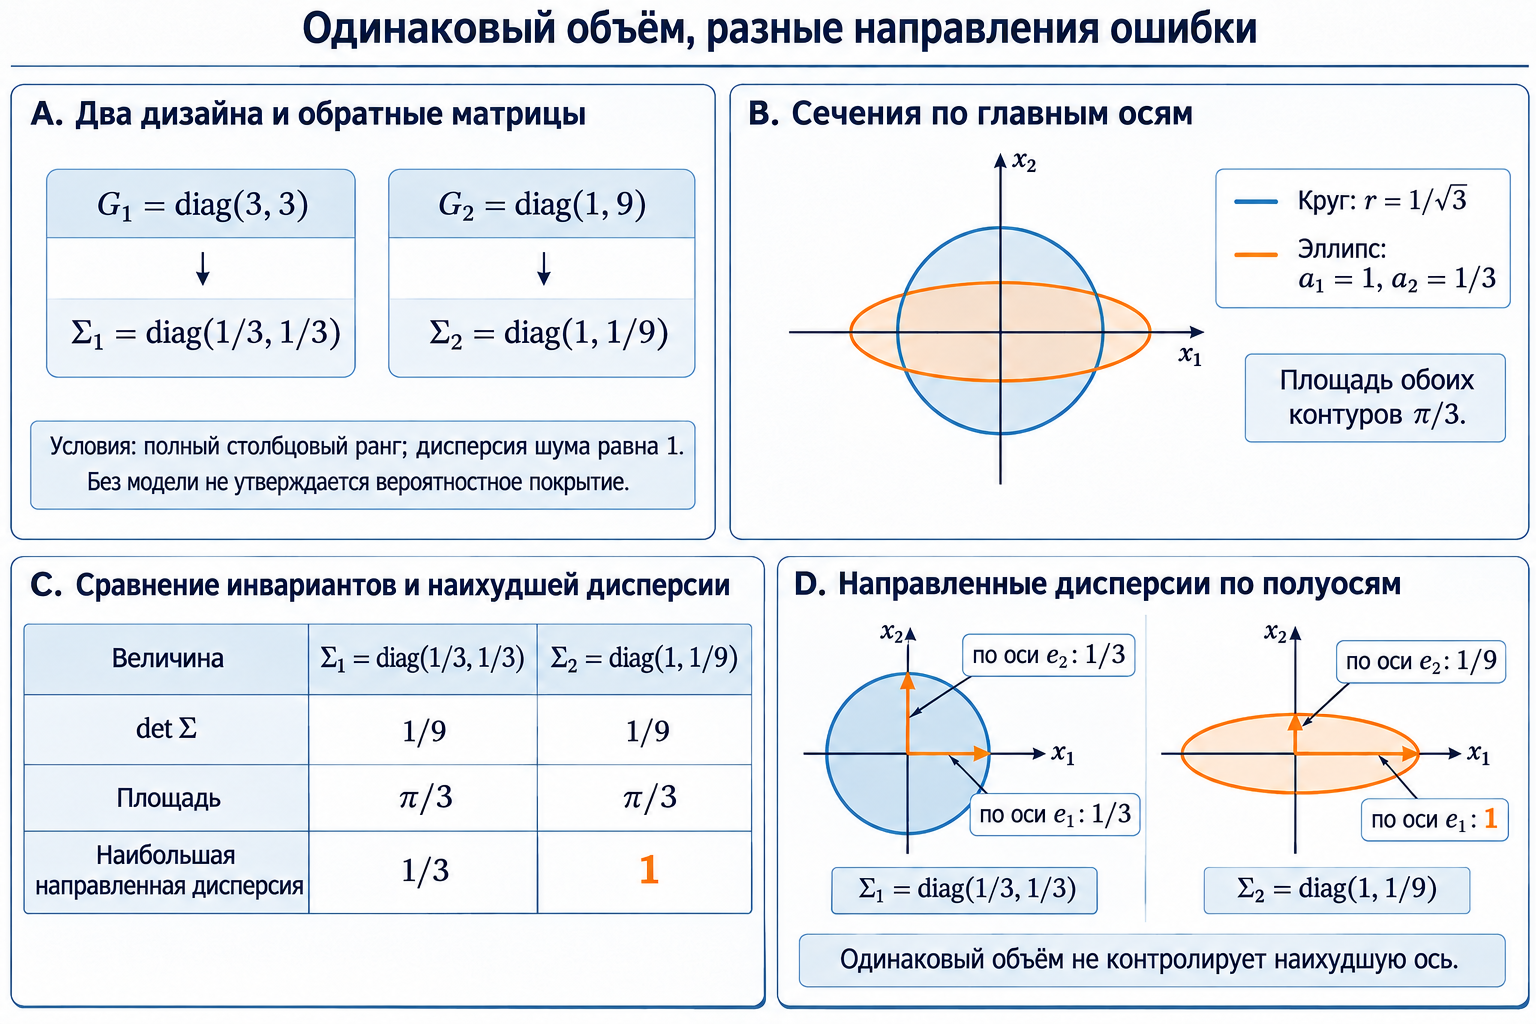 Одинаковый объём, разные направления ошибки
A. Два дизайна и обратные матрицы
G₁ = diag(3, 3)
↓
Σ₁ = diag(1/3, 1/3)
G₂ = diag(1, 9)
↓
Σ₂ = diag(1, 1/9)
Условия: полный столбцовый ранг; дисперсия шума равна 1.
Без модели не утверждается вероятностное покрытие.
B. Сечения по главным осям
x₂
x₁
Круг: r = 1/√3
Эллипс:
a₁ = 1, a₂ = 1/3
Площадь обоих
контуров π/3.
C. Сравнение инвариантов и наихудшей дисперсии
Величина Σ₁ = diag(1/3, 1/3) Σ₂ = diag(1, 1/9)
det Σ 1/9 1/9
Площадь π/3 π/3
Наибольшая
направленная дисперсия 1/3 1
D. Направленные дисперсии по полуосям
x₂
по оси e₂: 1/3
x₁
по оси e₁: 1/3
Σ₁ = diag(1/3, 1/3)
x₂
по оси e₂: 1/9
x₁
по оси e₁: 1
Σ₂ = diag(1, 1/9)
Одинаковый объём не контролирует наихудшую ось.